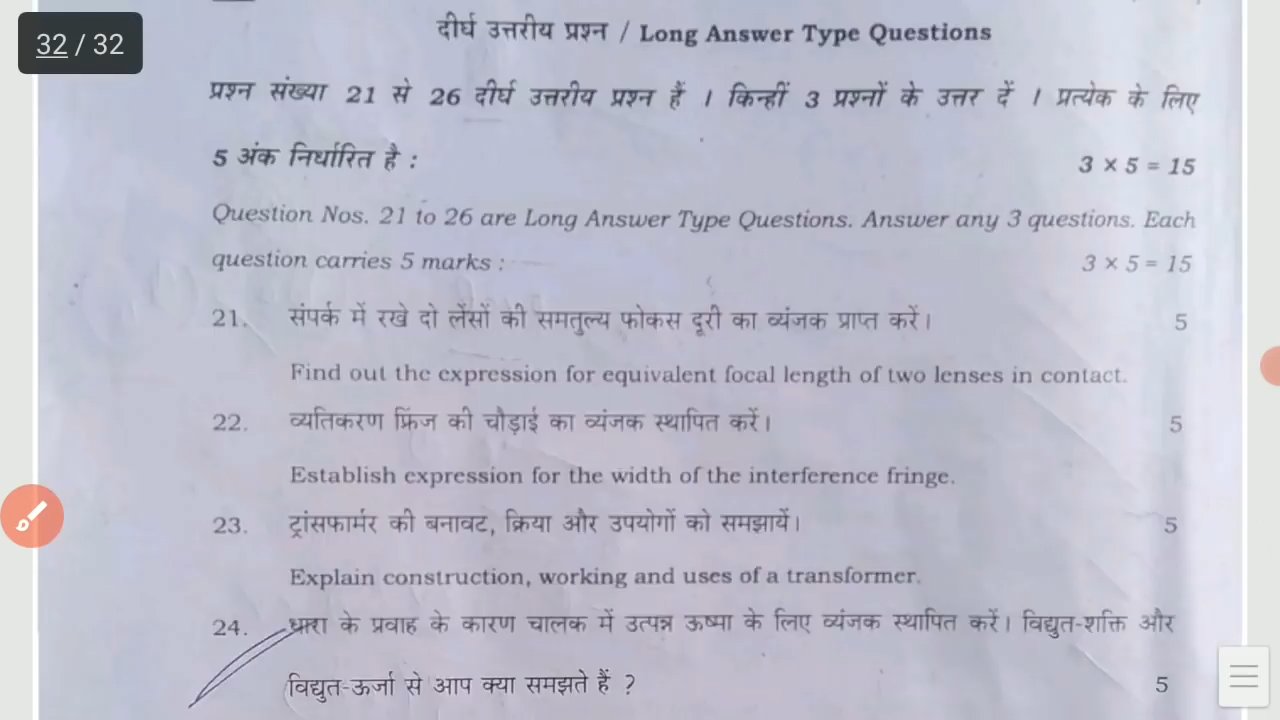 32 / 32
दीर्घ उत्तरीय प्रश्न / Long Answer Type Questions
प्रश्न संख्या 21 से 26 दीर्घ उत्तरीय प्रश्न हैं । किन्हीं 3 प्रश्नों के उत्तर दें । प्रत्येक के लिए
5 अंक निर्धारित है : 3 × 5 = 15
Question Nos. 21 to 26 are Long Answer Type Questions. Answer any 3 questions. Each
question carries 5 marks : 3 × 5 = 15
21. संपर्क में रखे दो लेंसों की समतुल्य फोकस दूरी का व्यंजक प्राप्त करें। 5
Find out the expression for equivalent focal length of two lenses in contact.
22. व्यतिकरण फ्रिंज की चौड़ाई का व्यंजक स्थापित करें। 5
Establish expression for the width of the interference fringe.
23. ट्रांसफार्मर की बनावट, क्रिया और उपयोगों को समझायें। 5
Explain construction, working and uses of a transformer.
24. धारा के प्रवाह के कारण चालक में उत्पन्न ऊष्मा के लिए व्यंजक स्थापित करें। विद्युत-शक्ति और
विद्युत-ऊर्जा से आप क्या समझते हैं ? 5